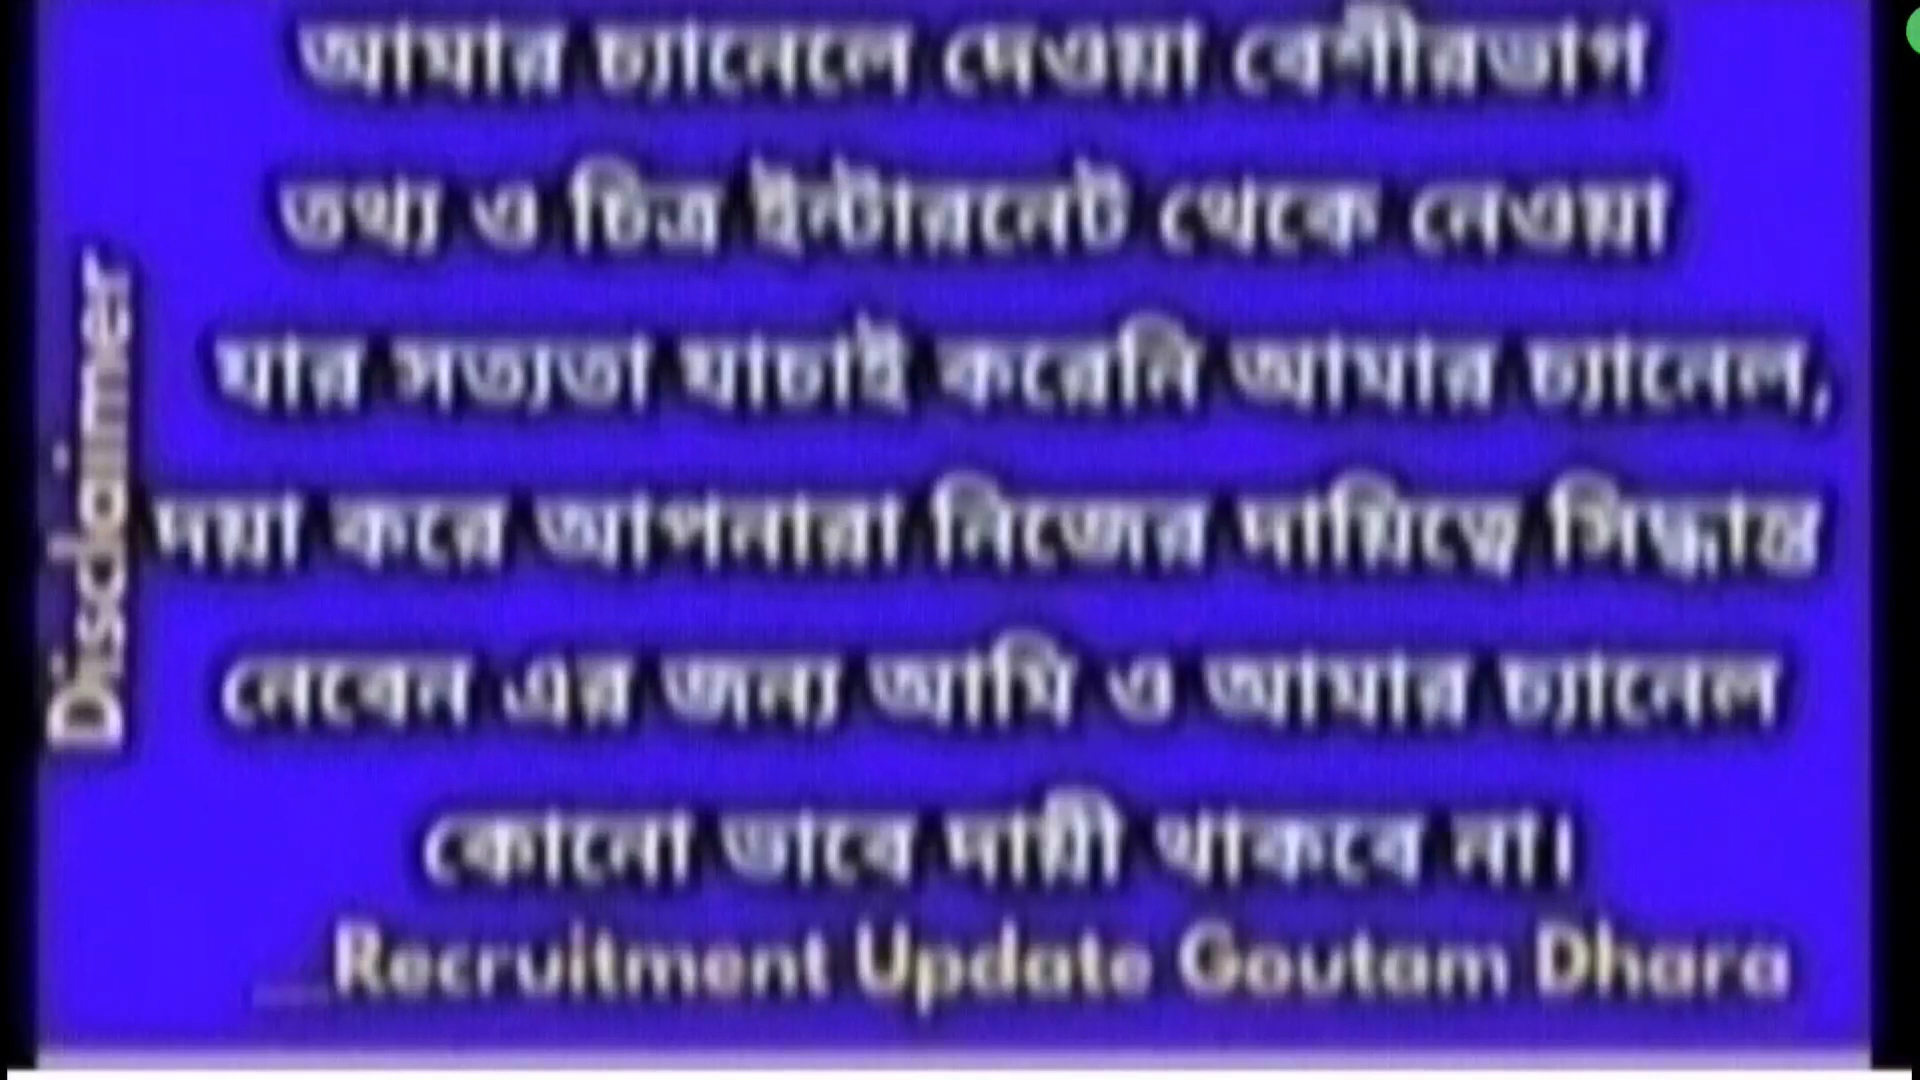 Disclaimer
আমার চ্যানেলে দেওয়া বেশীরভাগ
তথ্য ও চিত্র ইন্টারনেট থেকে নেওয়া
যার সত্যতা যাচাই করেনি আমার চ্যানেল,
দয়া করে আপনারা নিজের দায়িত্বে সিদ্ধান্ত
নেবেন এর জন্য আমি ও আমার চ্যানেল
কোনো ভাবে দায়ী থাকবে না।
Recruitment Update Goutam Dhara